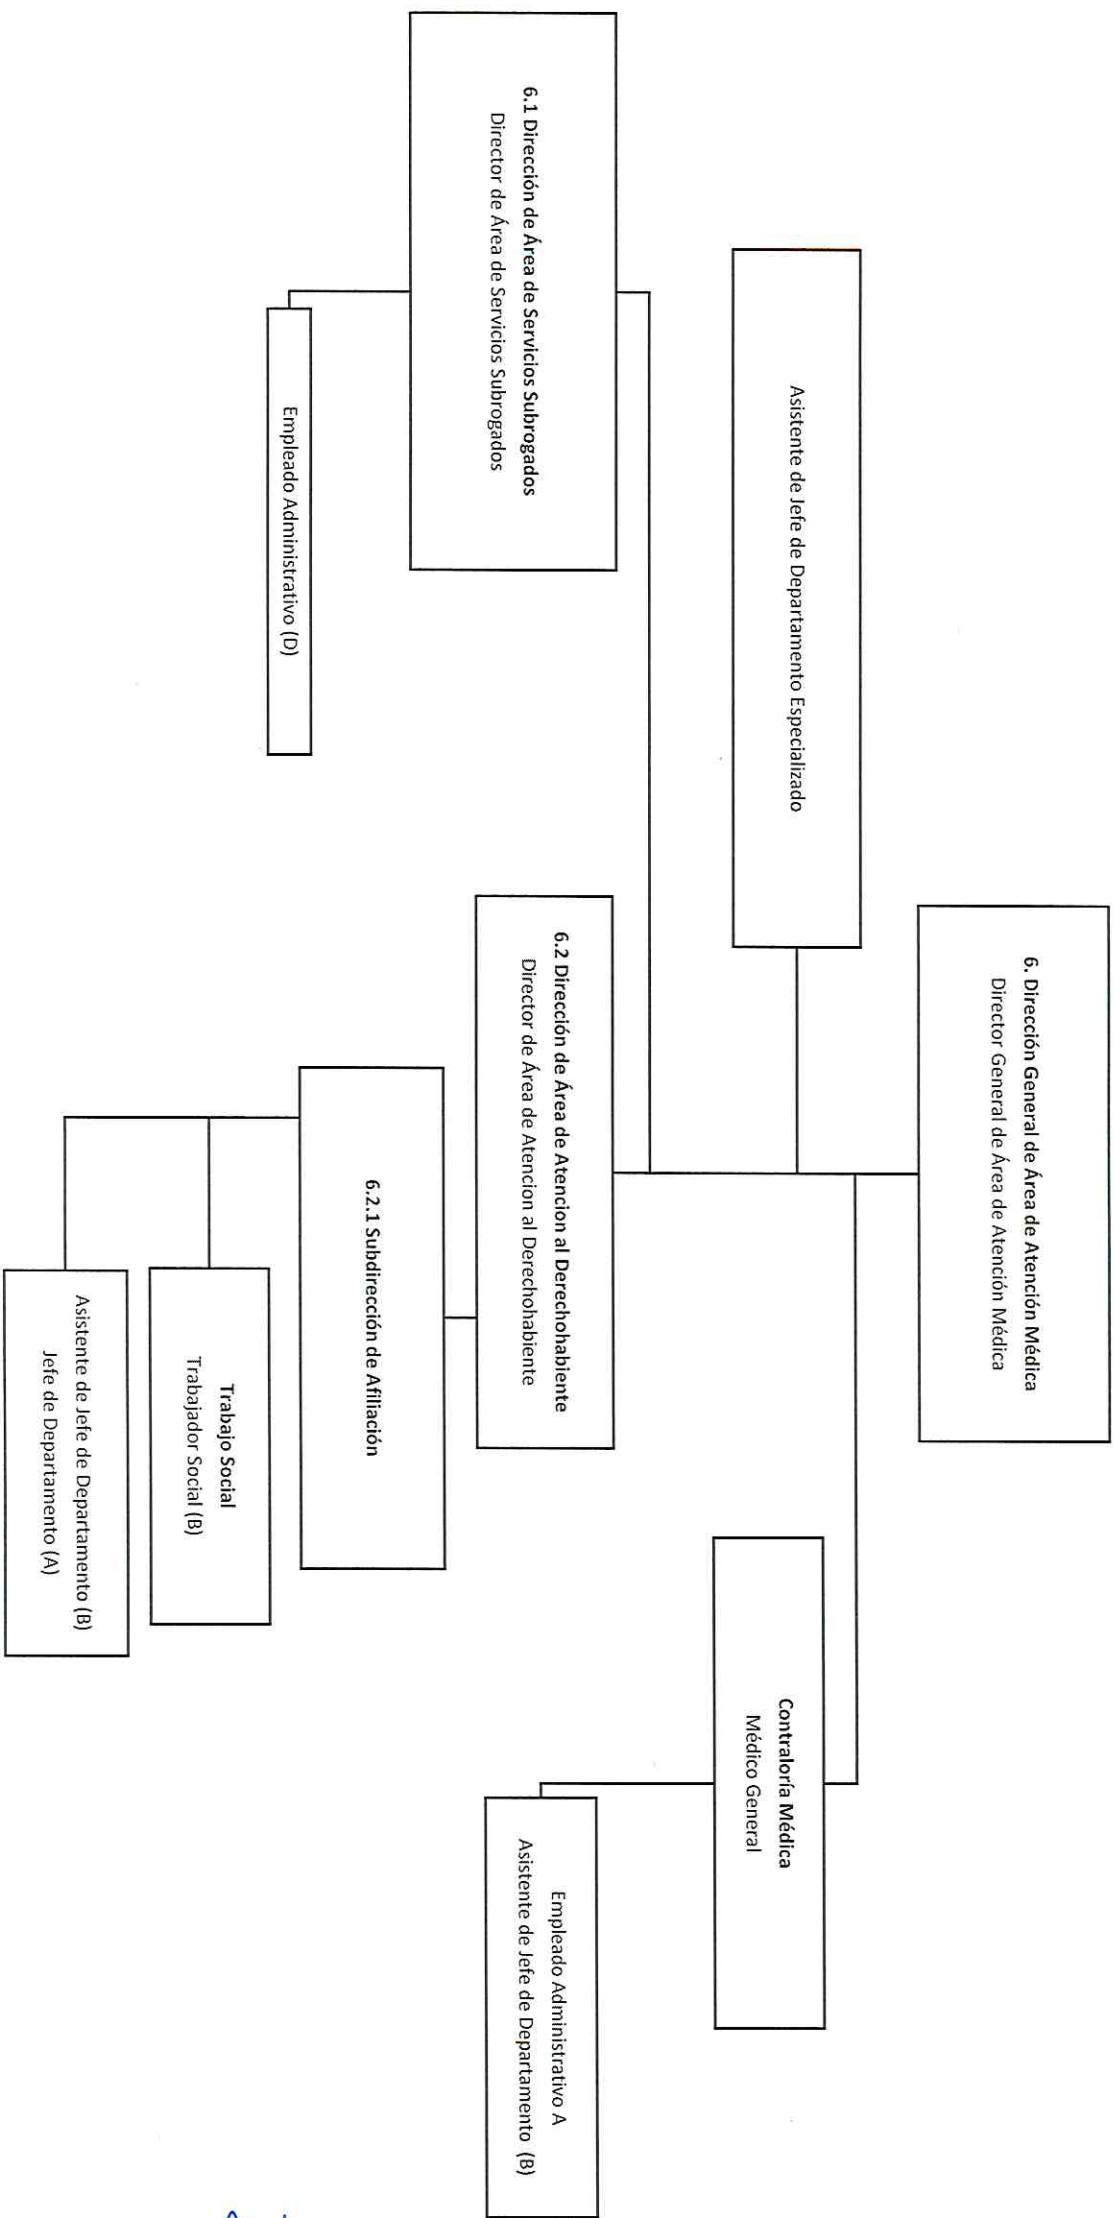 6. Dirección General de Área de Atención Médica
Director General de Área de Atención Médica
Asistente de Jefe de Departamento Especializado
Contraloría Médica
Médico General
Empleado Administrativo A
Asistente de Jefe de Departamento (B)
6.1 Dirección de Área de Servicios Subrogados
Director de Área de Servicios Subrogados
Empleado Administrativo (D)
6.2 Dirección de Área de Atencion al Derechohabiente
Director de Área de Atencion al Derechohabiente
6.2.1 Subdirección de Afiliación
Trabajo Social
Trabajador Social (B)
Asistente de Jefe de Departamento (B)
Jefe de Departamento (A)